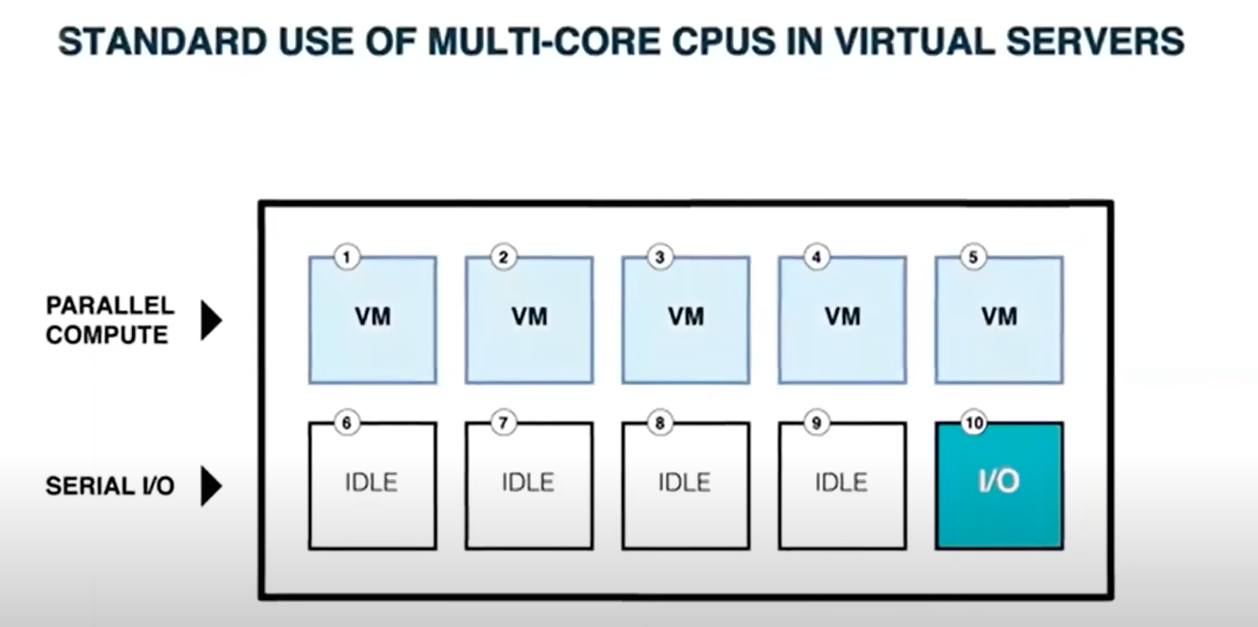 STANDARD USE OF MULTI-CORE CPUS IN VIRTUAL SERVERS
PARALLEL
COMPUTE
1 2 3 4 5
VM VM VM VM VM
SERIAL I/O
6 7 8 9 10
IDLE IDLE IDLE IDLE I/O